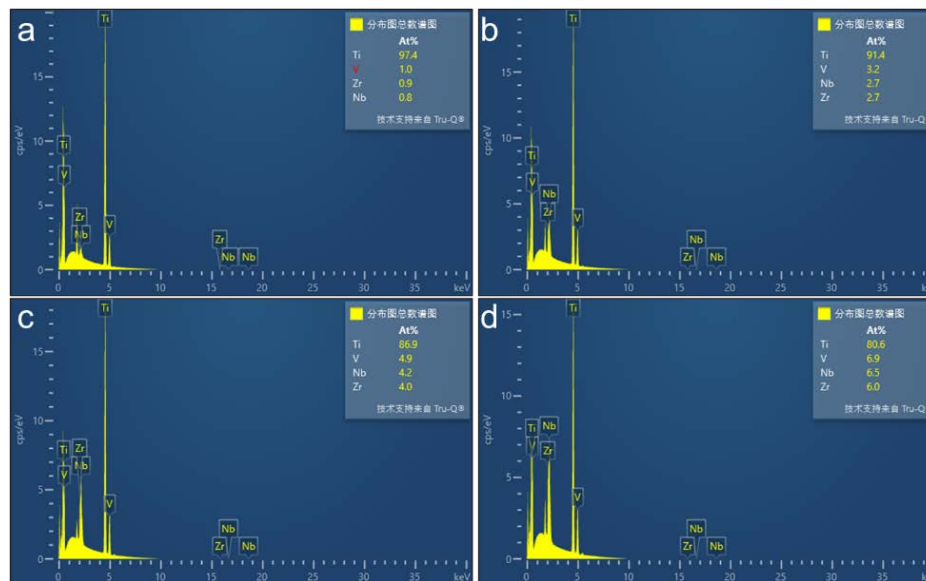 a
分布图总数谱图
At%
Ti 97.4
V 1.0
Zr 0.9
Nb 0.8
技术支持来自 Tru-Q®
cps/eV
15
10
5
0
Ti
Ti
V
Zr
Nb
V
Zr
Nb
Nb
0 5 10 15 20 25 30 35 keV
b
分布图总数谱图
At%
Ti 91.4
V 3.2
Nb 2.7
Zr 2.7
技术支持来自 Tru-Q
cps/eV
15
10
5
0
Ti
Ti
V
Nb
Zr
V
Nb
Zr
Nb
0 5 10 15 20 25 30 35 ke
c
分布图总数谱图
At%
Ti 86.9
V 4.9
Nb 4.2
Zr 4.0
技术支持来自 Tru-Q®
cps/eV
15
10
5
0
Ti
Ti
Zr
V
Nb
V
Nb
Zr
Nb
0 5 10 15 20 25 30 35 keV
d
分布图总数谱图
At%
Ti 80.6
V 6.9
Nb 6.5
Zr 6.0
技术支持来自 Tru-Q
cps/eV
15
10
5
0
Ti
Ti
Nb
V
Zr
V
Nb
Zr
Nb
0 5 10 15 20 25 30 35 ke